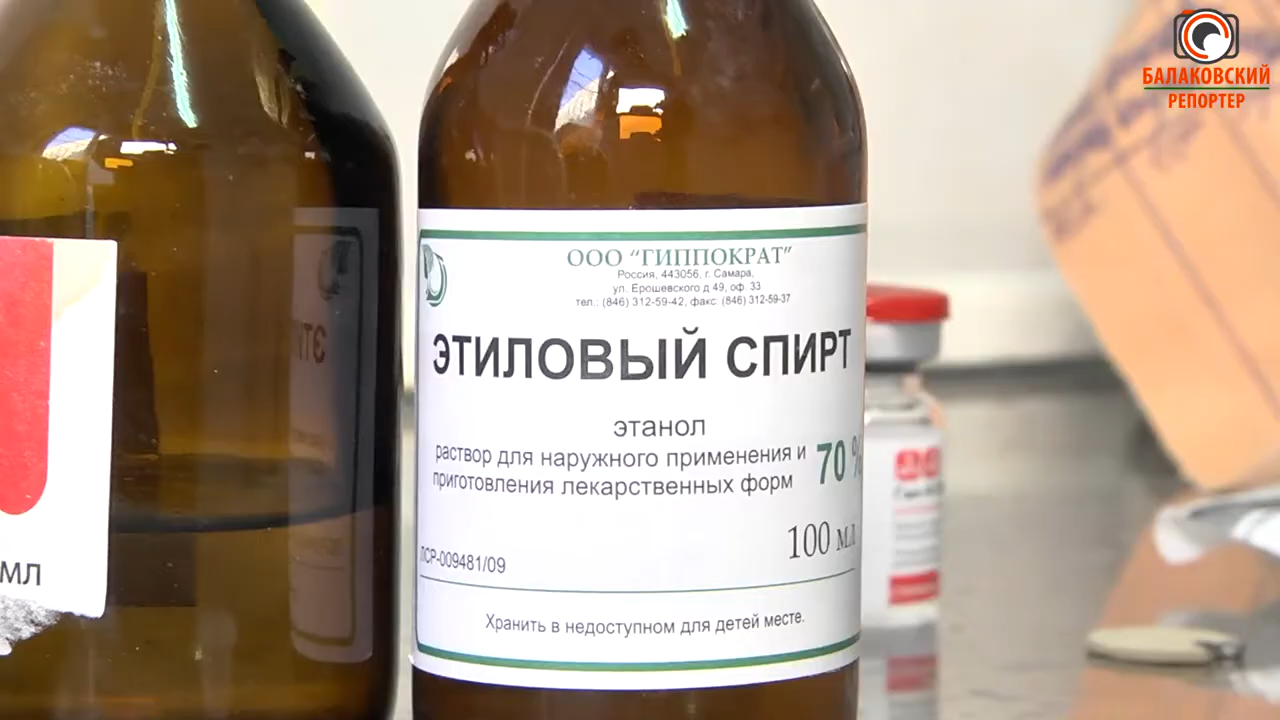 БАЛАКОВСКИЙ
РЕПОРТЕР
ООО "ГИППОКРАТ"
Россия, 443056, г. Самара,
ул. Ерошевского д 49, оф. 33
тел.: (846) 312-59-42, факс: (846) 312-59-37
ЭТИЛОВЫЙ СПИРТ
этанол
раствор для наружного применения и
приготовления лекарственных форм
70 %
100 мл
ЛСР-009481/09
Хранить в недоступном для детей месте.
мл